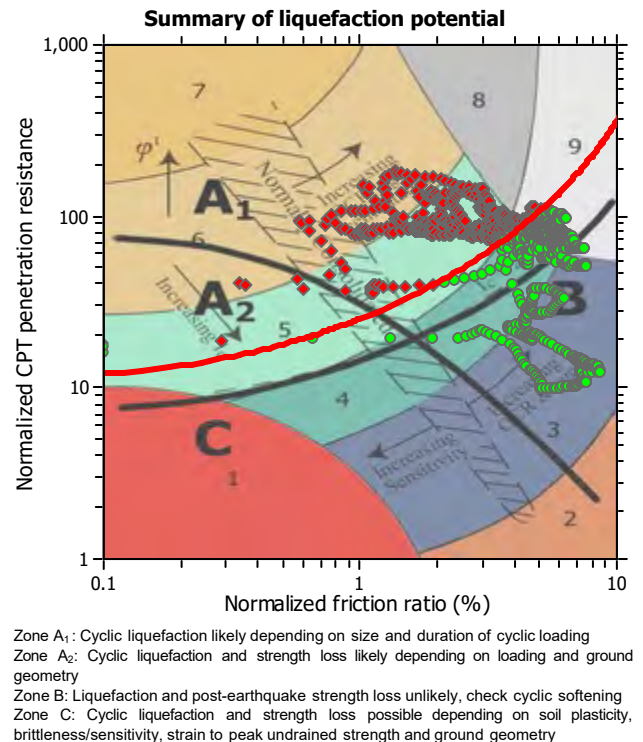 Summary of liquefaction potential
1,000
100
10
1
Normalized CPT penetration resistance
7
8
9
φ'
A1
6
Increasing
A2
Increasing
5
B
4
C
1
Increasing
Sensitivity
3
2
0.1
1
10
Normalized friction ratio (%)
Zone A1: Cyclic liquefaction likely depending on size and duration of cyclic loading
Zone A2: Cyclic liquefaction and strength loss likely depending on loading and ground
geometry
Zone B: Liquefaction and post-earthquake strength loss unlikely, check cyclic softening
Zone C: Cyclic liquefaction and strength loss possible depending on soil plasticity,
brittleness/sensitivity, strain to peak undrained strength and ground geometry